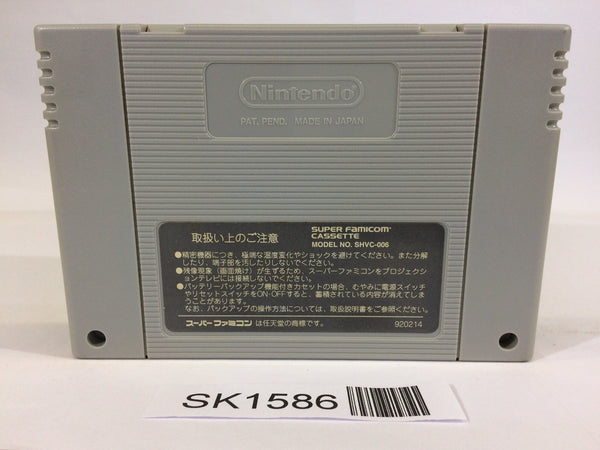 Nintendo
PAT. PEND. MADE IN JAPAN
取扱い上のご注意
SUPER FAMICOM
CASSETTE
MODEL NO. SHVC-006
●精密機器につき、極端な温度変化やショックを避けてください。また分解
したり、端子部を汚したりしないでください。
●残像現象（画面焼け）が生ずるため、スーパーファミコンをプロジェクシ
ョンテレビには接続しないでください。
●バッテリーバックアップ機能付きカセットの場合、むやみに電源スイッチ
やリセットスイッチをON・OFFすると、蓄積されている内容が消えてしま
うことがあります。
なお、バックアップの操作方法については、取扱説明書をご参照ください。
スーパーファミコン は任天堂の商標です。
920214
SK1586